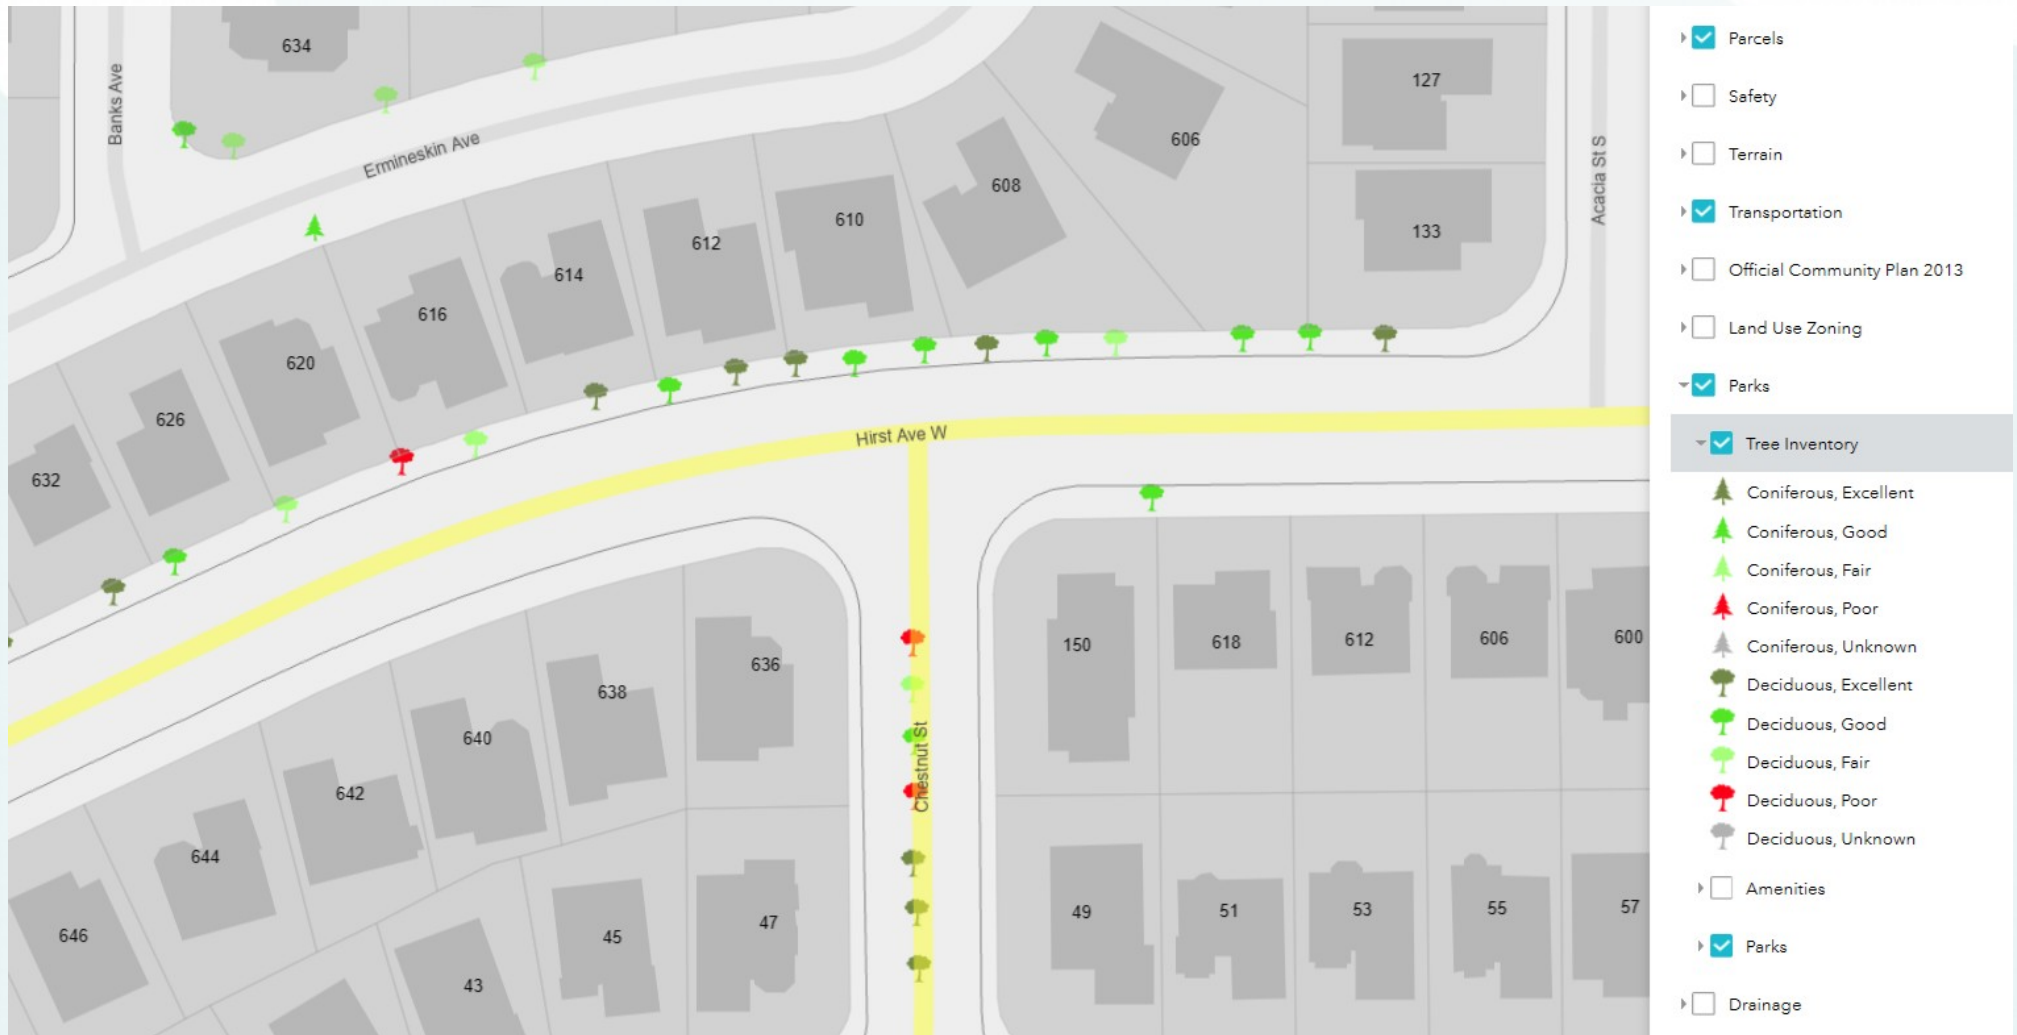 634
Banks Ave
Ermineskin Ave
606
127
608
133
Acacia St S
610
612
614
616
620
626
632
Hirst Ave W
150
618
612
606
600
636
638
640
642
644
646
Chestnut St
43
45
47
49
51
53
55
57
Parcels
Safety
Terrain
Transportation
Official Community Plan 2013
Land Use Zoning
Parks
Tree Inventory
Coniferous, Excellent
Coniferous, Good
Coniferous, Fair
Coniferous, Poor
Coniferous, Unknown
Deciduous, Excellent
Deciduous, Good
Deciduous, Fair
Deciduous, Poor
Deciduous, Unknown
Amenities
Parks
Drainage